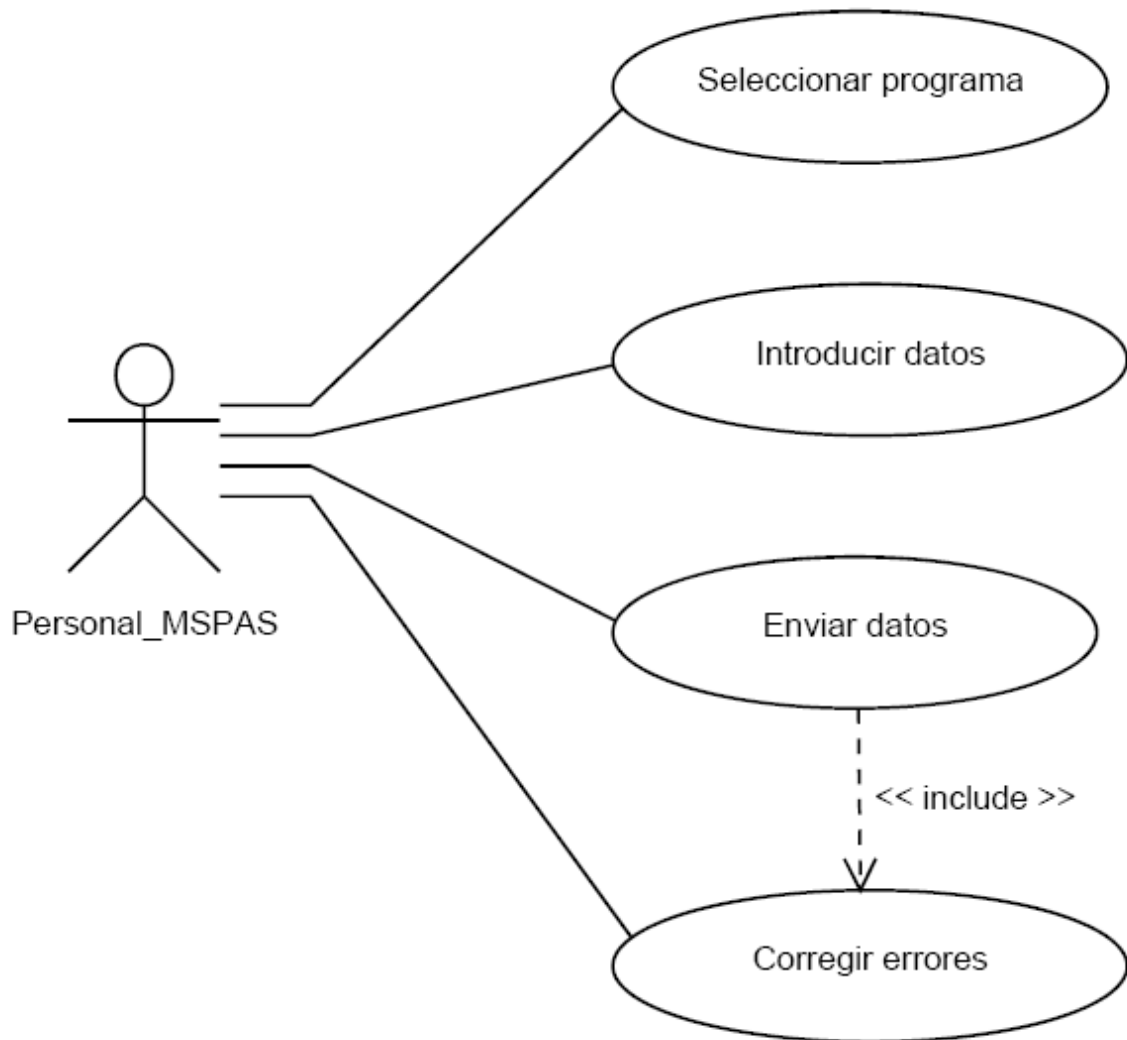 Seleccionar programa
Introducir datos
Personal_MSPAS
Enviar datos
<< include >>
Corregir errores